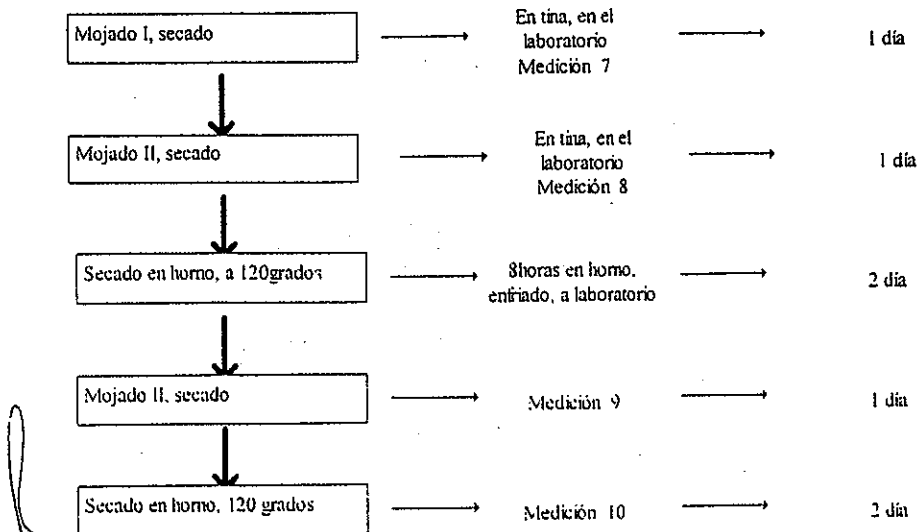 Mojado I, secado
En tina, en el
laboratorio
Medición 7
1 día
Mojado II, secado
En tina, en el
laboratorio
Medición 8
1 día
Secado en horno, a 120grados
8horas en horno,
enfriado, a laboratorio
2 día
Mojado II, secado
Medición 9
1 día
Secado en horno, 120 grados
Medición 10
2 día